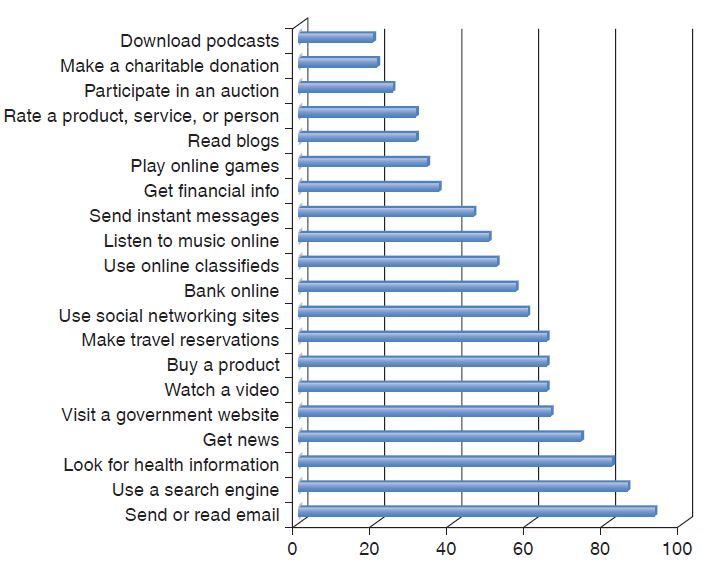 Download podcasts
Make a charitable donation
Participate in an auction
Rate a product, service, or person
Read blogs
Play online games
Get financial info
Send instant messages
Listen to music online
Use online classifieds
Bank online
Use social networking sites
Make travel reservations
Buy a product
Watch a video
Visit a government website
Get news
Look for health information
Use a search engine
Send or read email
0 20 40 60 80 100